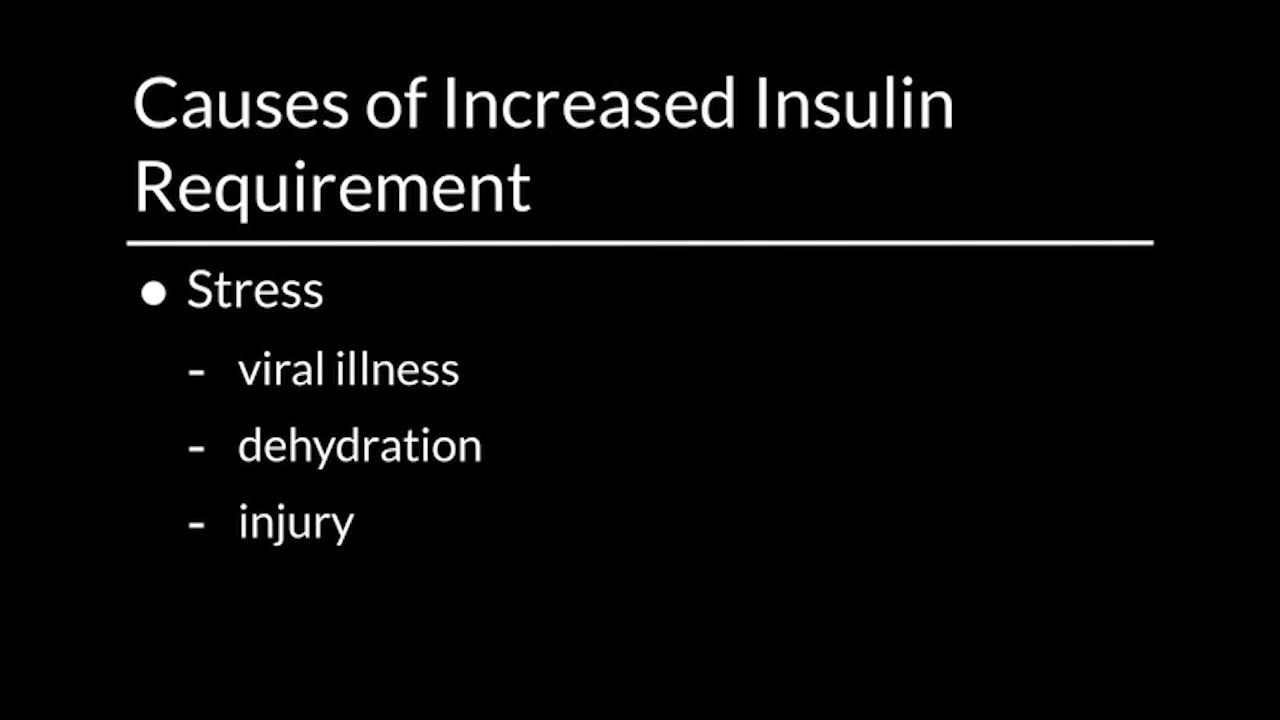 Causes of Increased Insulin
Requirement
● Stress
- viral illness
- dehydration
- injury